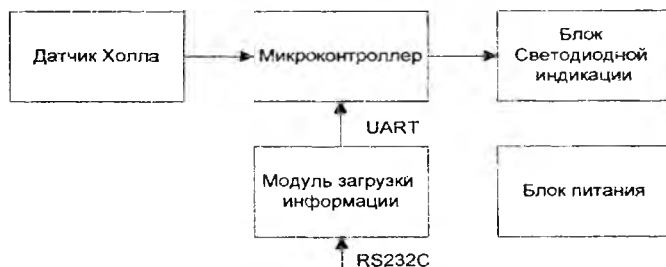 Датчик Холла
Микроконтроллер
Блок
Светодиодной
индикации
UART
Модуль загрузки
информации
Блок питания
RS232C